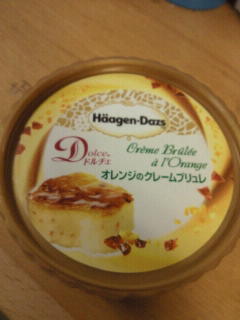 Häagen-Dazs
Dolce
ドルチェ
Crème Brûlée
à l'Orange
オレンジのクレームブリュレ